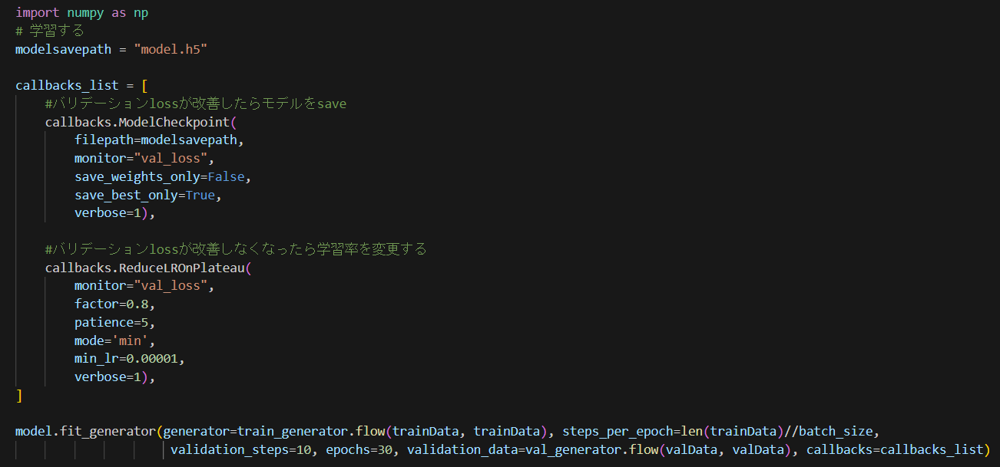 import numpy as np
# 学習する
modelsavepath = "model.h5"
callbacks_list = [
#バリデーションlossが改善したらモデルをsave
callbacks.ModelCheckpoint(
filepath=modelsavepath,
monitor="val_loss",
save_weights_only=False,
save_best_only=True,
verbose=1),
#バリデーションlossが改善しなくなったら学習率を変更する
callbacks.ReduceLROnPlateau(
monitor="val_loss",
factor=0.8,
patience=5,
mode='min',
min_lr=0.00001,
verbose=1),
]
model.fit_generator(generator=train_generator.flow(trainData, trainData), steps_per_epoch=len(trainData)//batch_size,
validation_steps=10, epochs=30, validation_data=val_generator.flow(valData, valData), callbacks=callbacks_list)